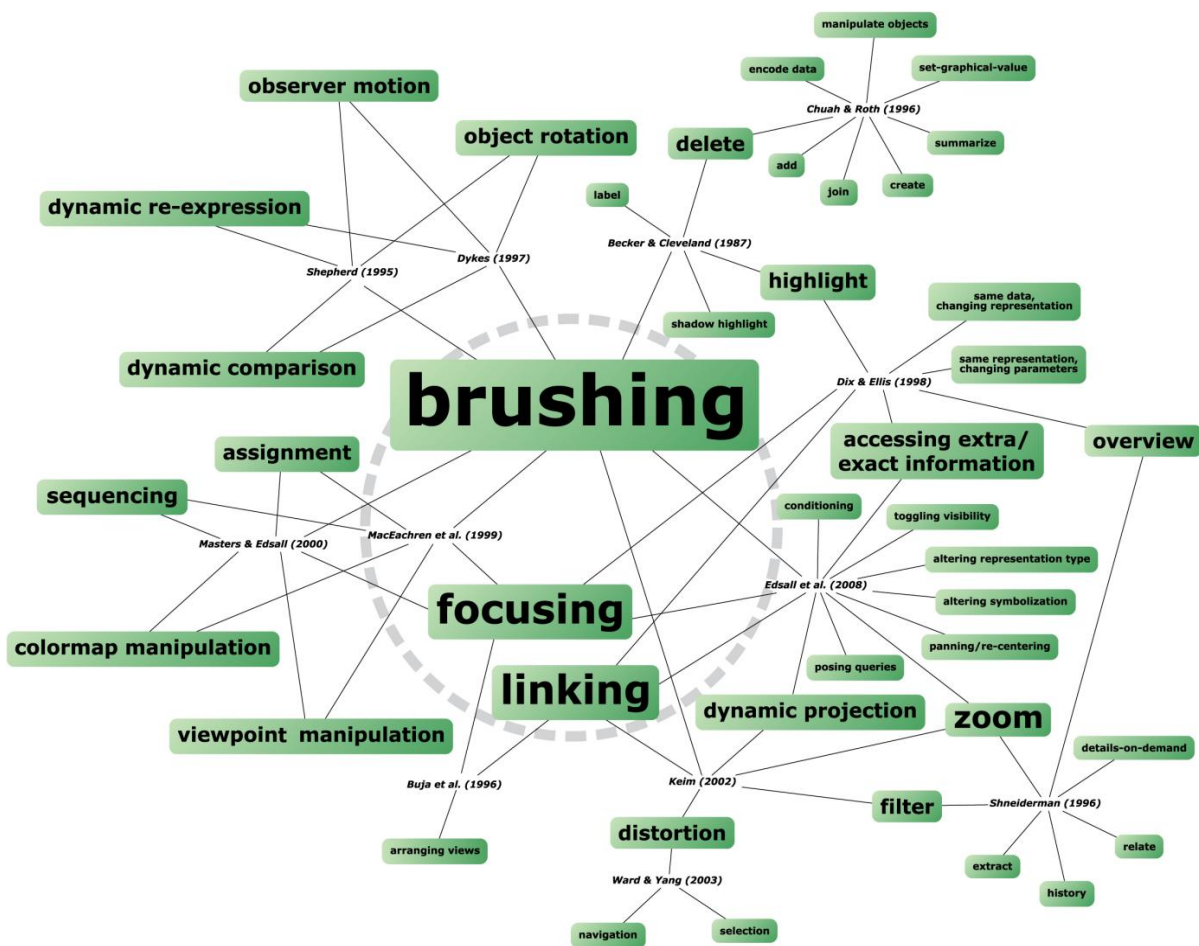 manipulate objects
encode data
set-graphical-value
observer motion
Chuah & Roth (1996)
object rotation
delete
summarize
add
join
create
label
dynamic re-expression
Becker & Cleveland (1987)
Dykes (1997)
Shepherd (1995)
highlight
same data,
changing representation
shadow highlight
dynamic comparison
same representation,
changing parameters
Dix & Ellis (1998)
brushing
assignment
accessing extra/
exact information
overview
sequencing
conditioning
toggling visibility
MacEachren et al. (1999)
Masters & Edsall (2000)
altering representation type
Edsall et al. (2008)
focusing
altering symbolization
colormap manipulation
panning/re-centering
posing queries
linking
dynamic projection
zoom
viewpoint  manipulation
details-on-demand
Buja et al. (1996)
Keim (2002)
filter
Shneiderman (1996)
distortion
arranging views
relate
extract
Ward & Yang (2003)
history
navigation
selection